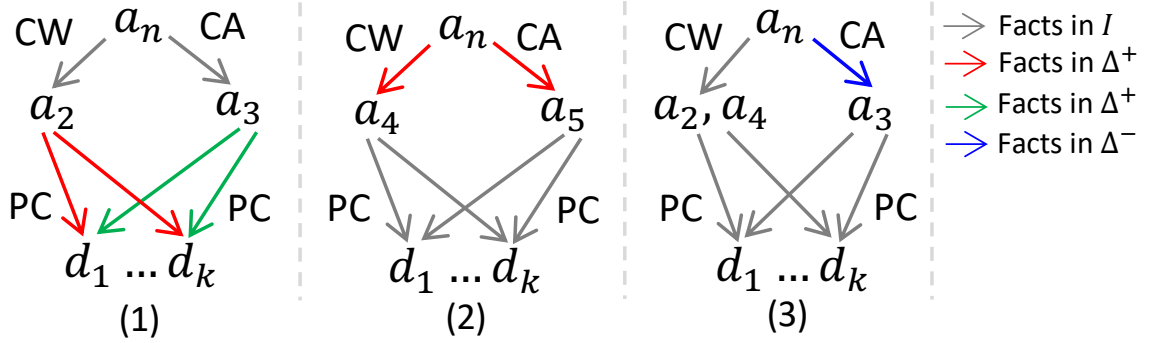 CW a_n CA
a_2 a_3
PC PC
d_1 ... d_k
(1)
CW a_n CA
a_4 a_5
PC PC
d_1 ... d_k
(2)
CW a_n CA
a_2, a_4 a_3
PC PC
d_1 ... d_k
(3)
Facts in I
Facts in Δ^+
Facts in Δ^+
Facts in Δ^-